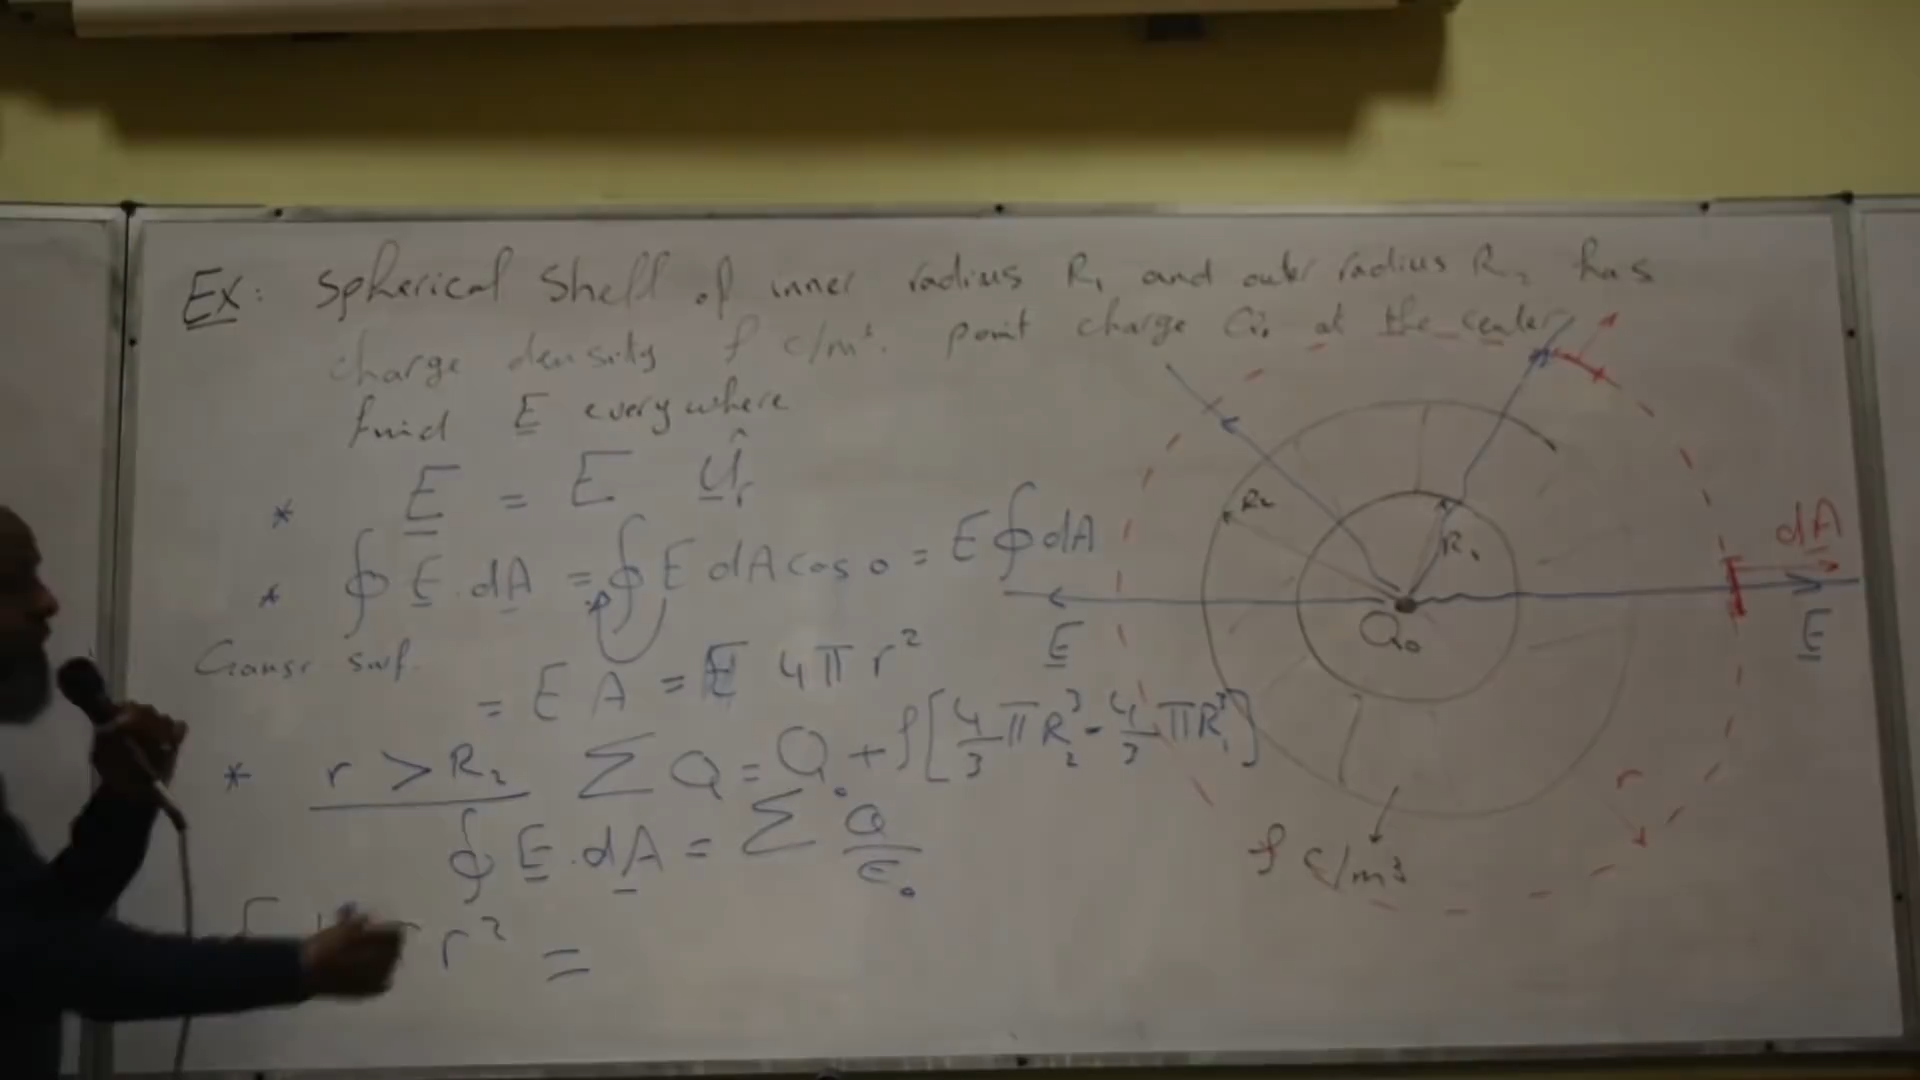 Ex: Spherical Shell of inner radius R₁ and outer radius R₂ has
charge density ρ c/m³. point charge Q₀ at the center
find E everywhere
* E = E û_r
* ∮ E . dA = ∮ E dA cos 0 = E ∮ dA
Gauss surf.
= E A = E 4π r²
* r > R₂ Σ Q = Q₀ + ρ [4/3 π R₂³ - 4/3 π R₁³]
∮ E . dA = Σ Q/ε₀
r² =
R₂
R₁
Q₀
dA
E
E
r
ρ c/m³